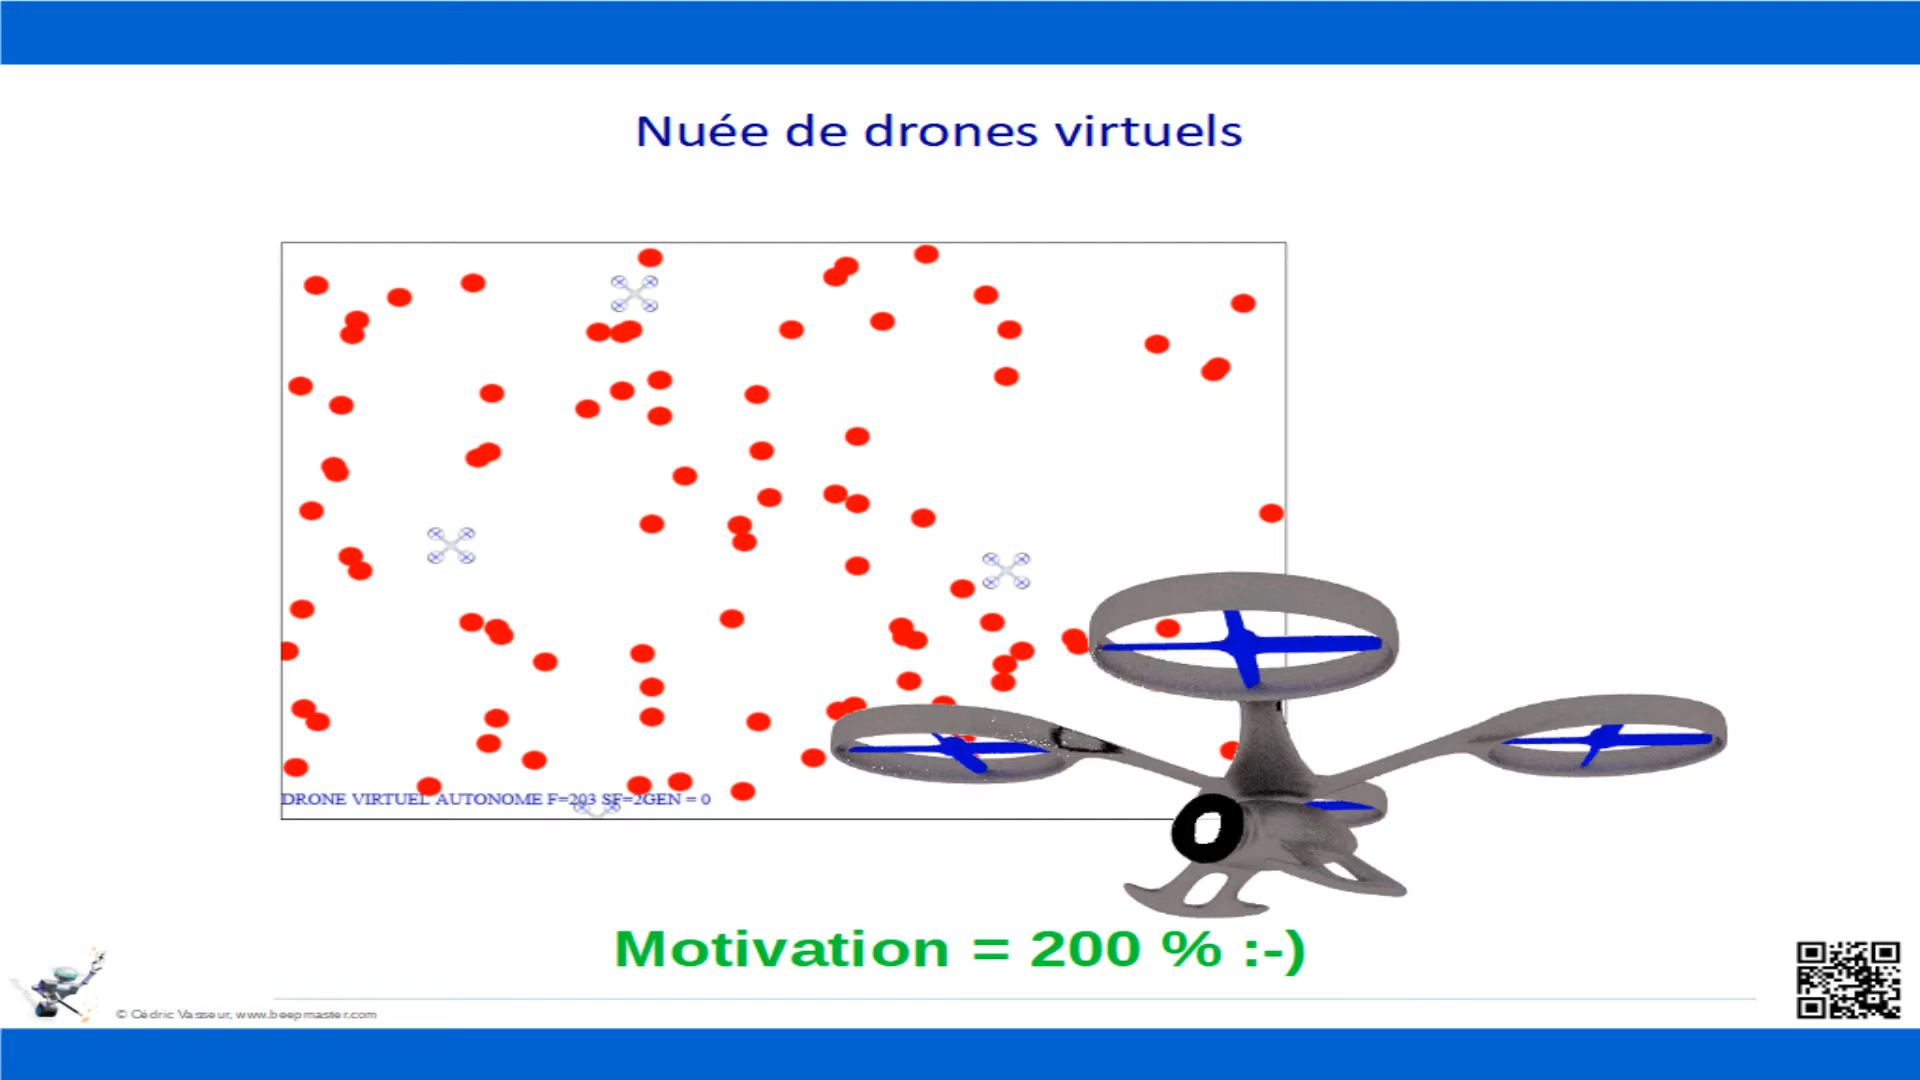 Nuée de drones virtuels
DRONE VIRTUEL AUTONOME F=203 SF=2GEN = 0
Motivation = 200 % :-)
© Cédric Vasseur, www.beepmaster.com